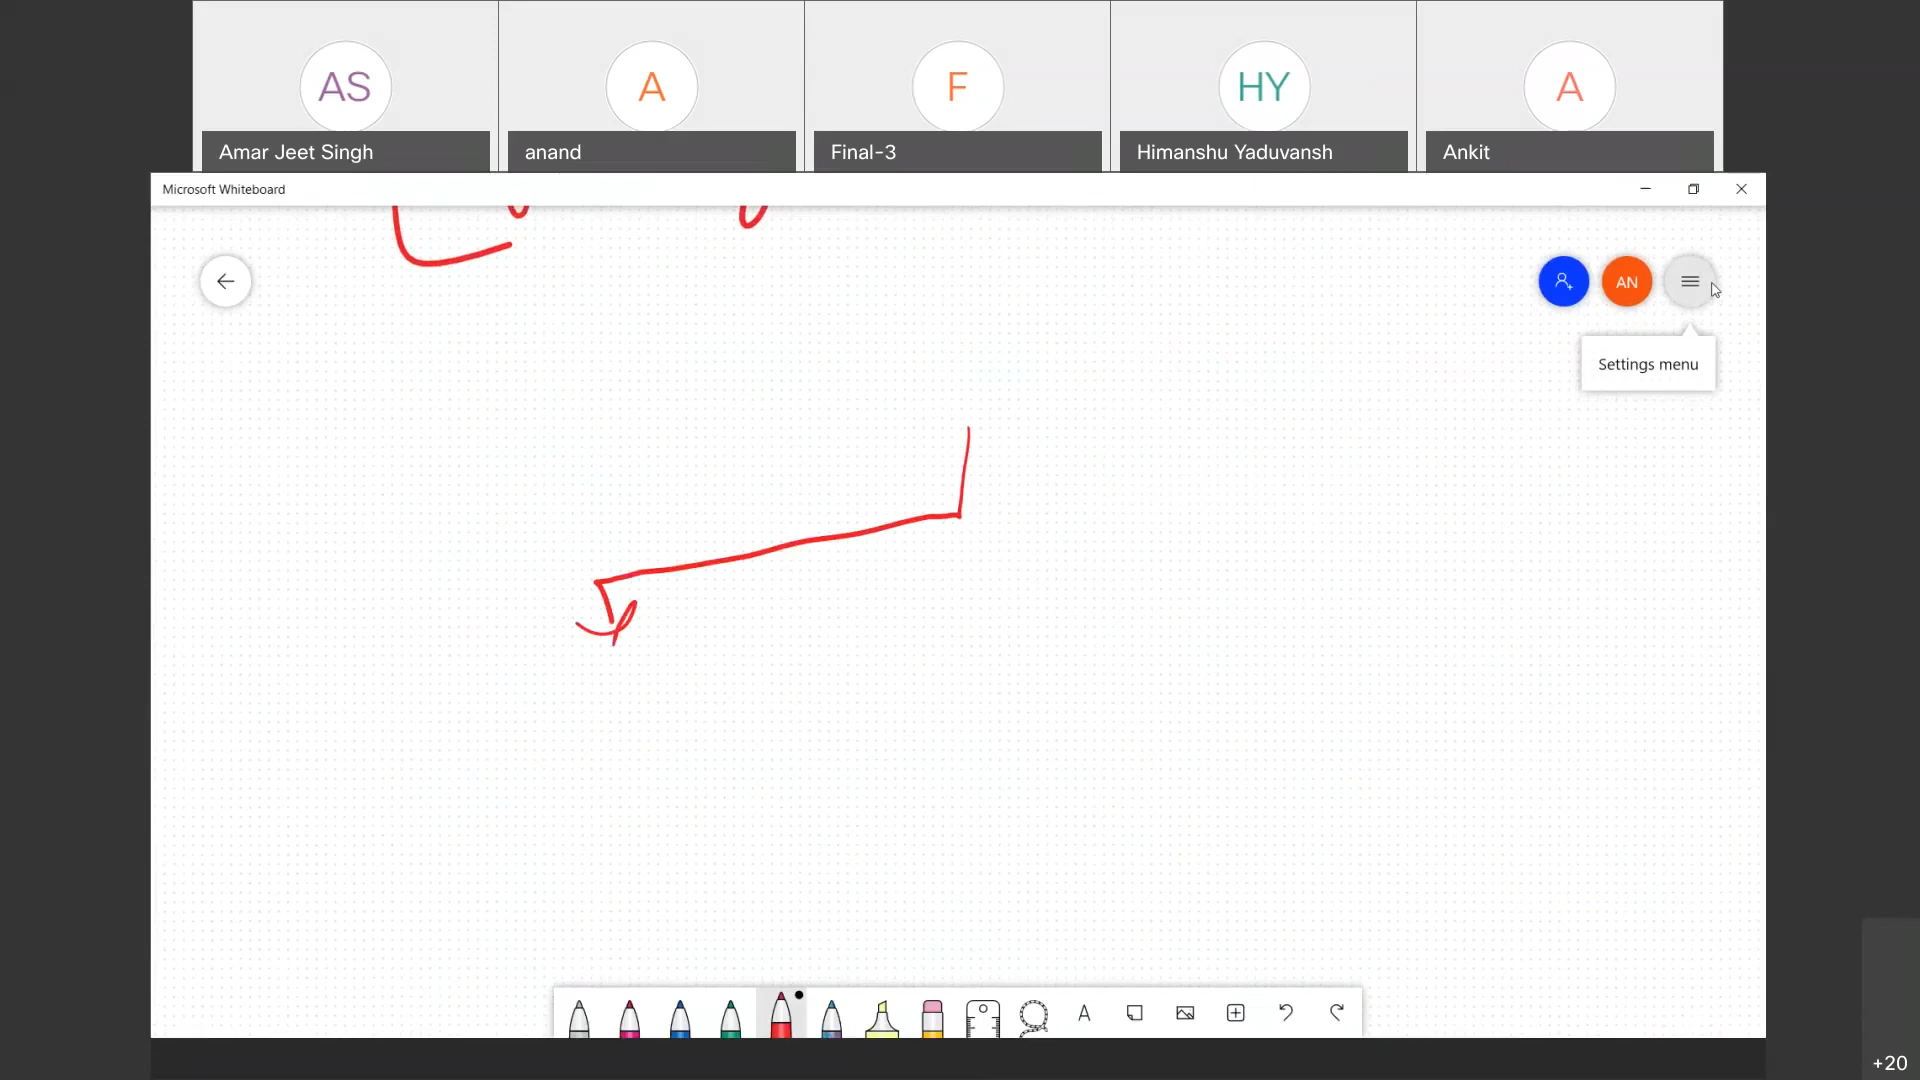 AS A F HY A
Amar Jeet Singh anand Final-3 Himanshu Yaduvansh Ankit
Microsoft Whiteboard
AN
Settings menu
A
+20